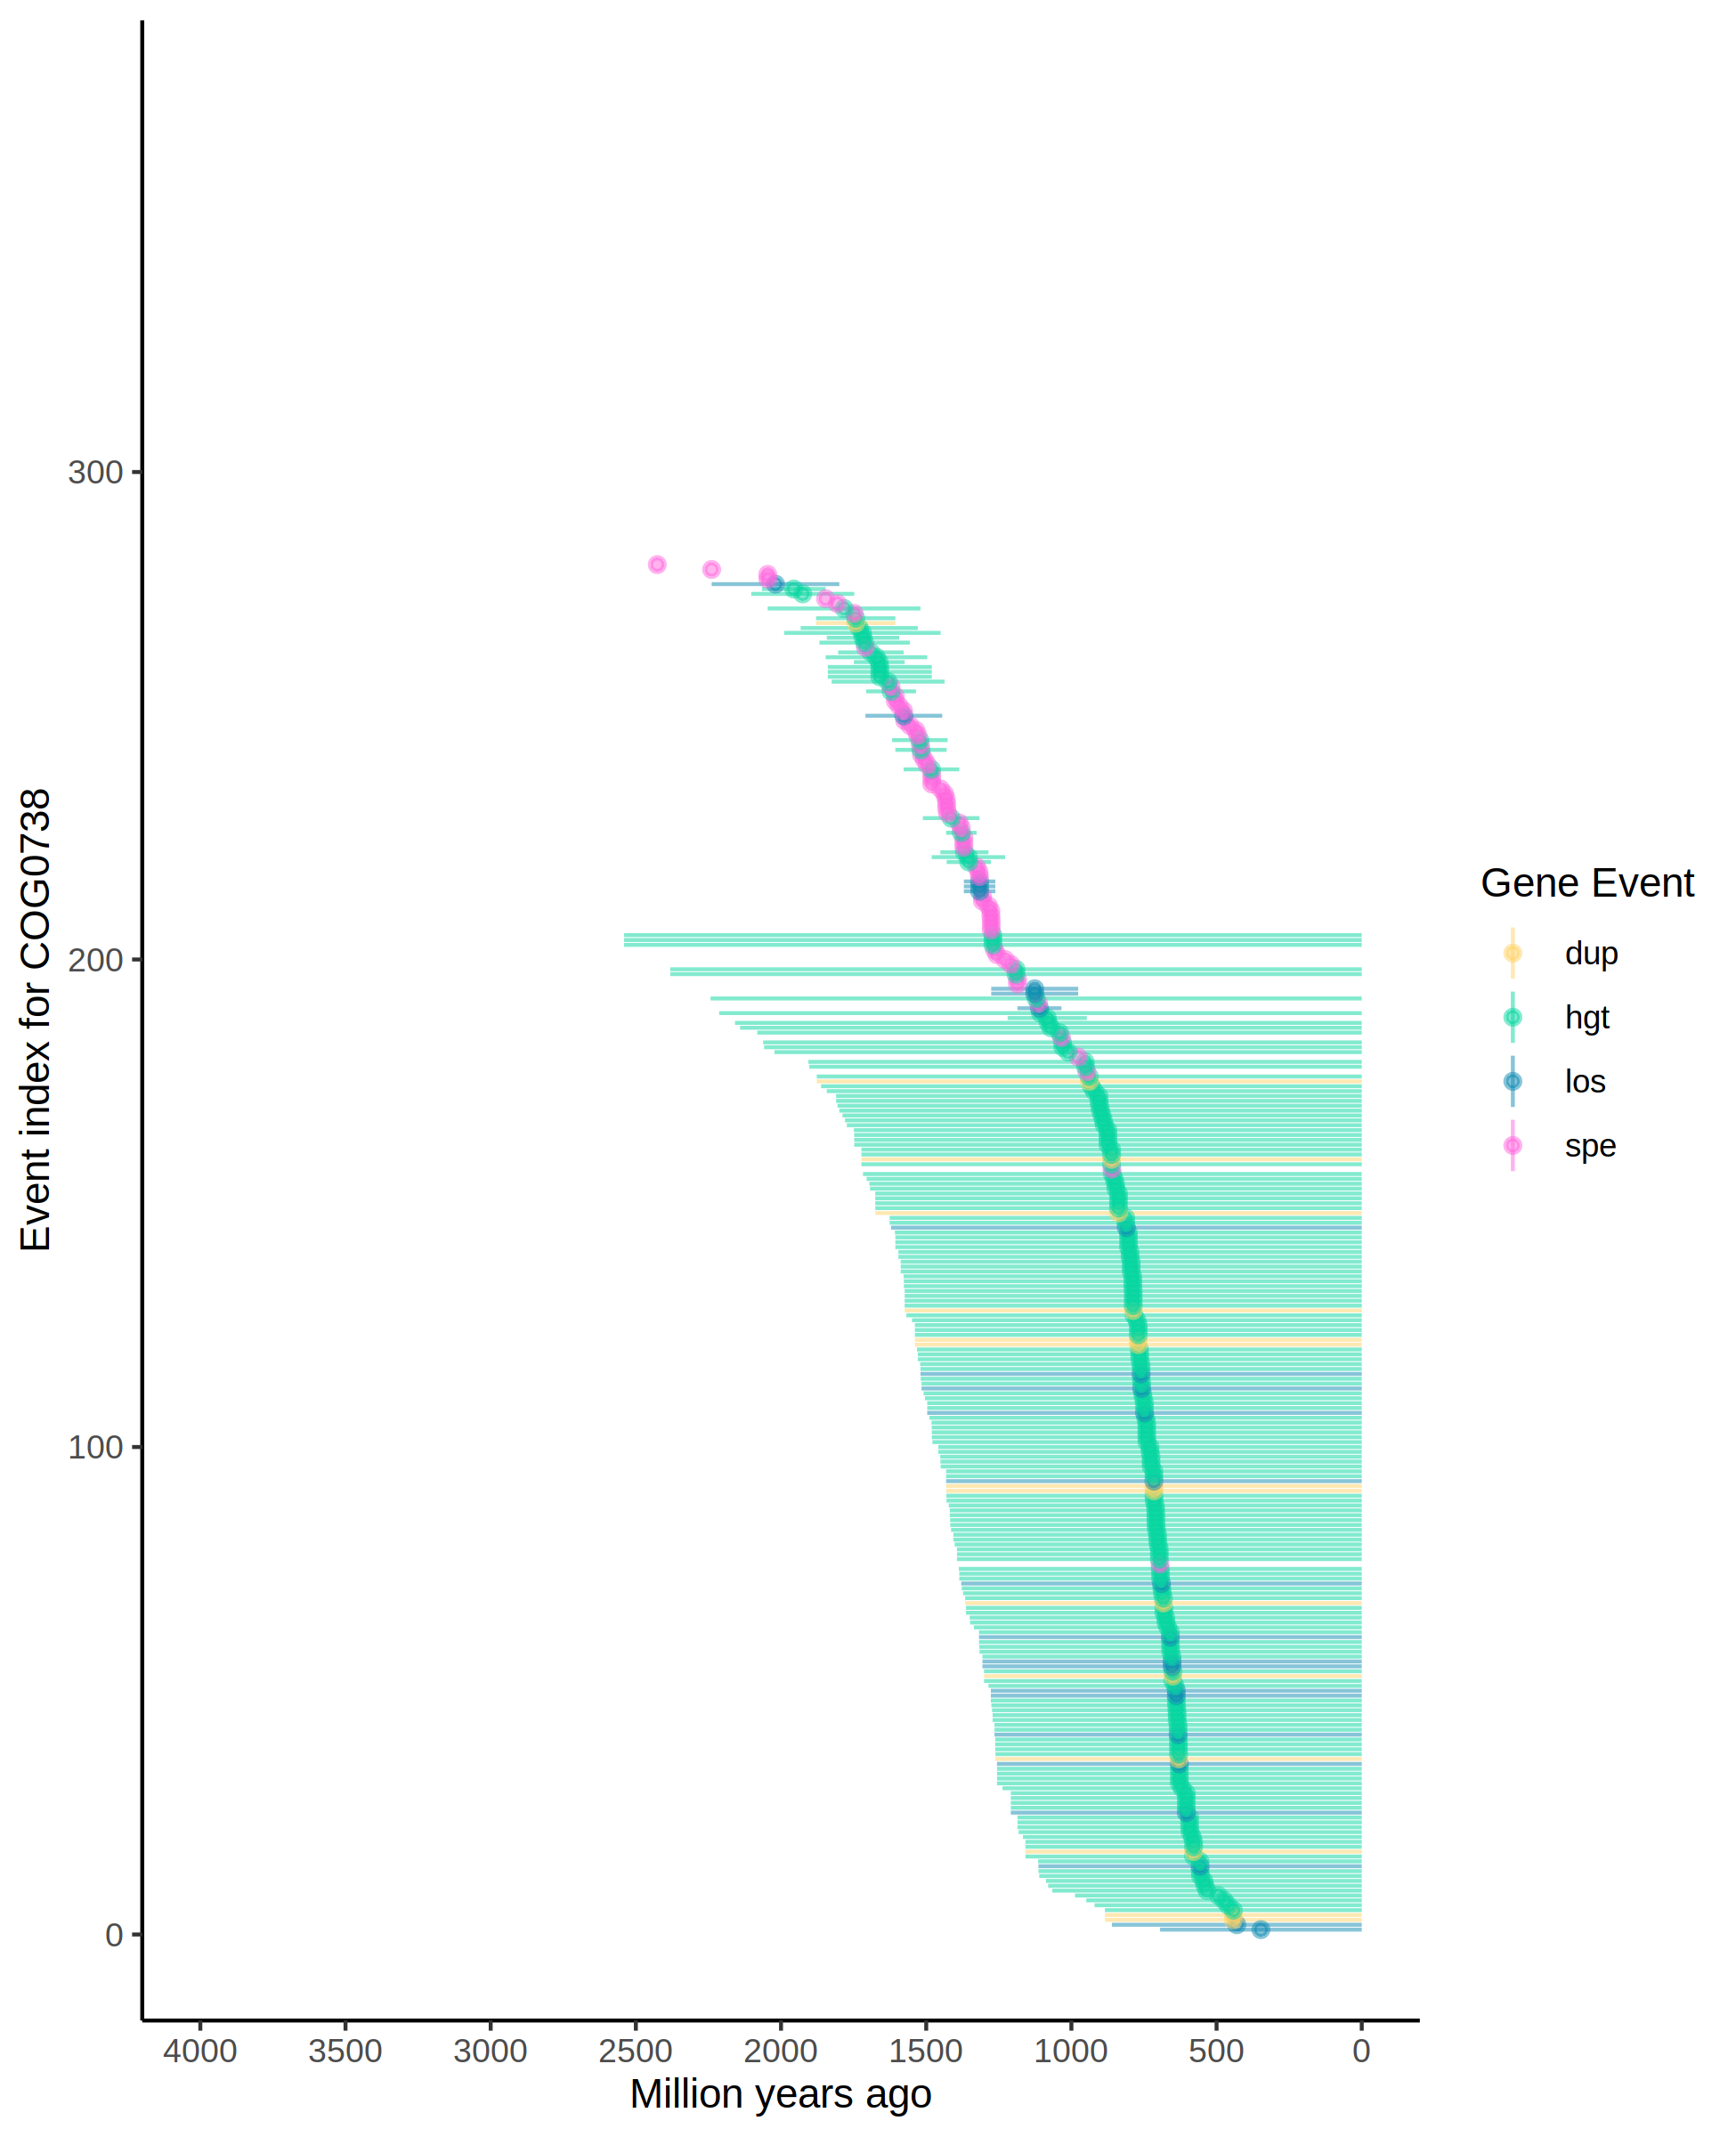 Event index for COG0738
300
200
100
0
4000 3500 3000 2500 2000 1500 1000 500 0
Million years ago
Gene Event
dup
hgt
los
spe